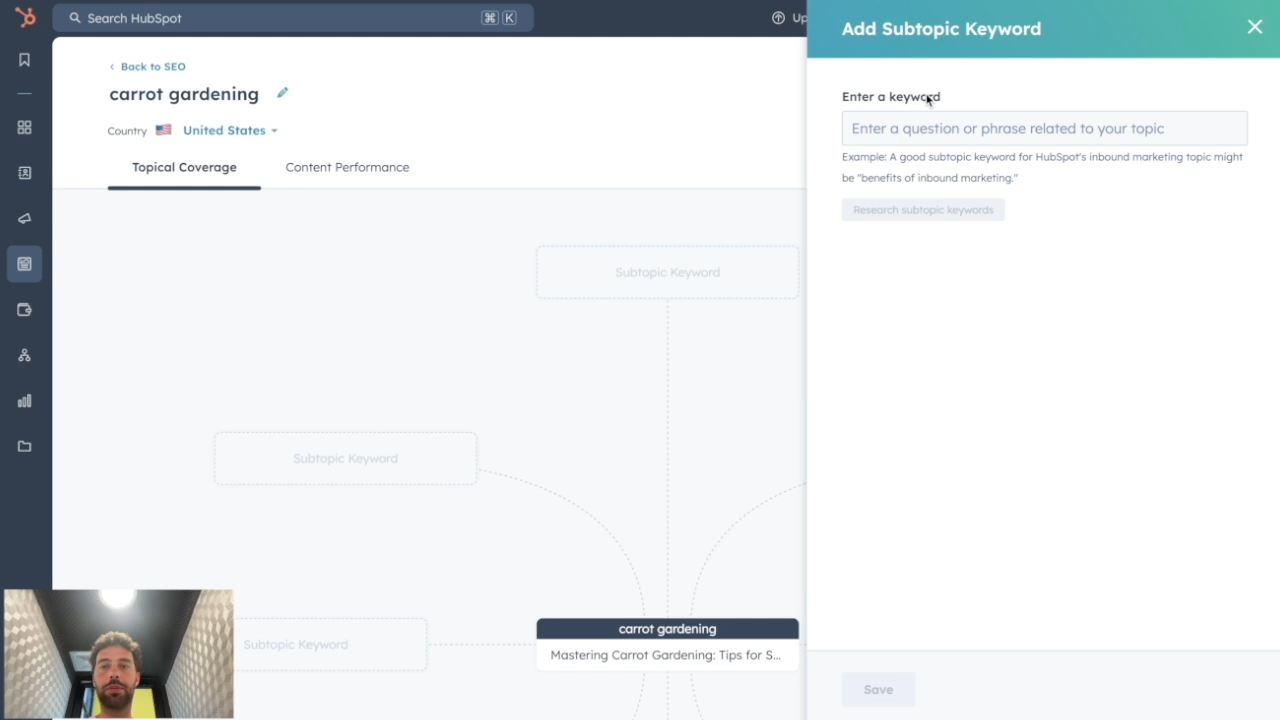 Search HubSpot
⌘ K
Up
Add Subtopic Keyword
Back to SEO
carrot gardening
Country United States
Topical Coverage
Content Performance
Enter a keyword
Enter a question or phrase related to your topic
Example: A good subtopic keyword for HubSpot's inbound marketing topic might
be "benefits of inbound marketing."
Research subtopic keywords
Subtopic Keyword
Subtopic Keyword
Subtopic Keyword
carrot gardening
Mastering Carrot Gardening: Tips for S...
Save